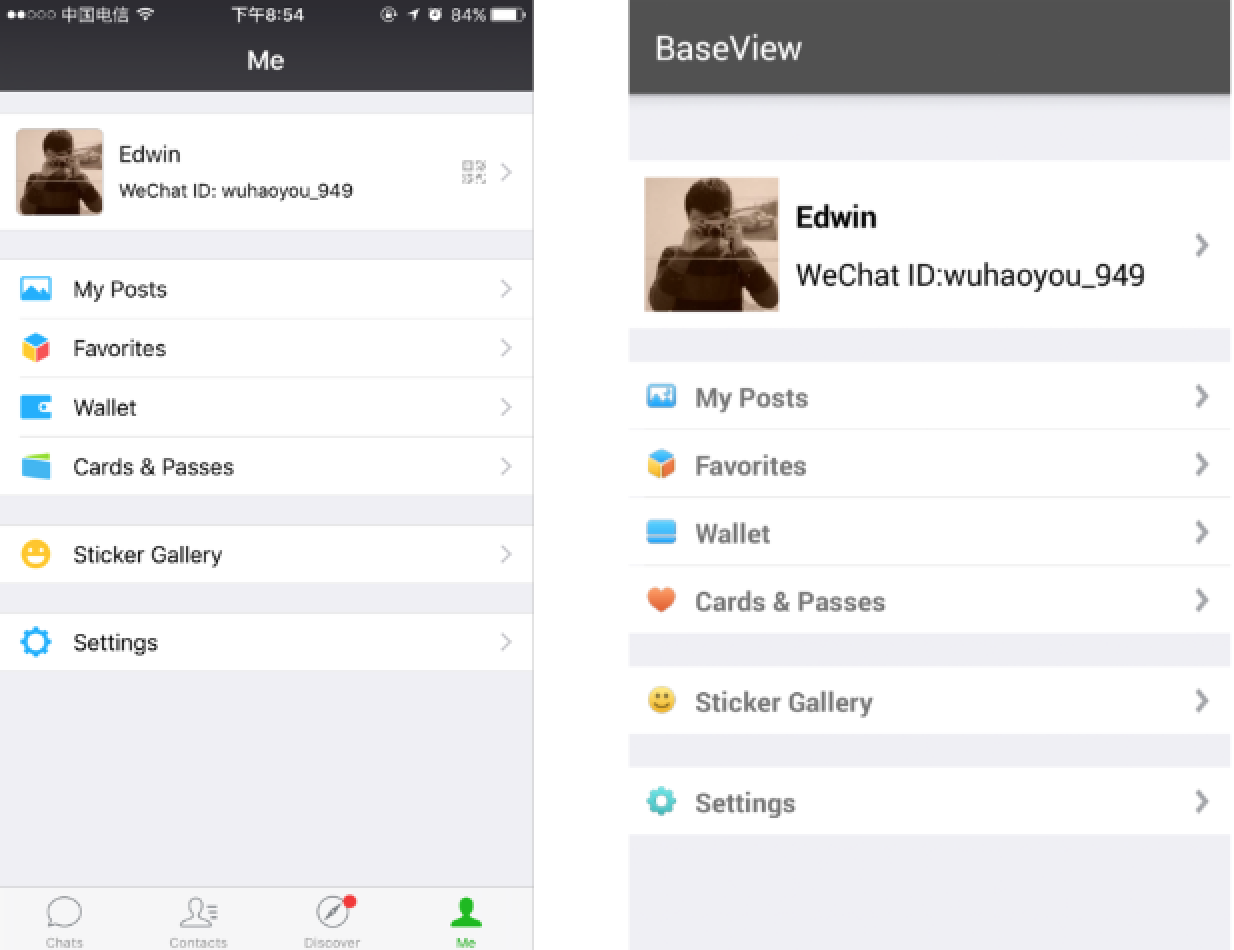 中国电信 下午8:54 84%
Me
Edwin
WeChat ID: wuhaoyou_949
My Posts
Favorites
Wallet
Cards & Passes
Sticker Gallery
Settings
Chats Contacts Discover Me
BaseView
Edwin
WeChat ID:wuhaoyou_949
My Posts
Favorites
Wallet
Cards & Passes
Sticker Gallery
Settings